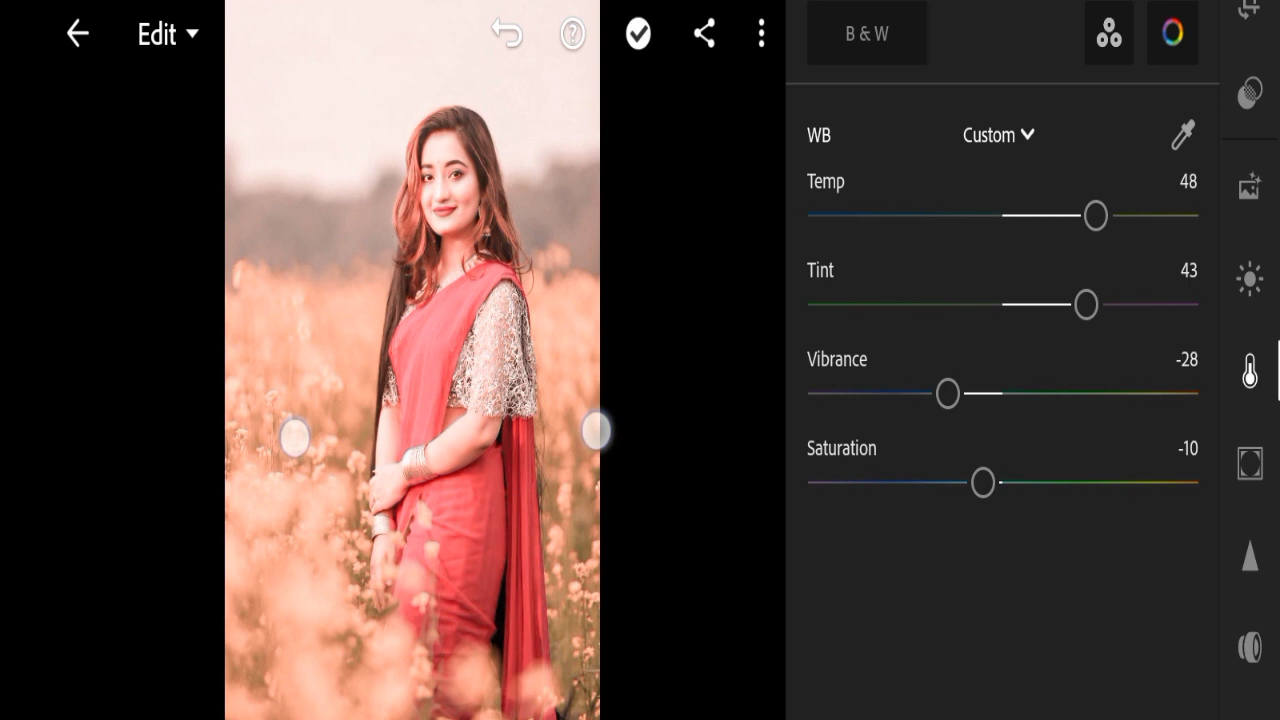 Edit
B & W
WB
Custom
Temp
48
Tint
43
Vibrance
-28
Saturation
-10